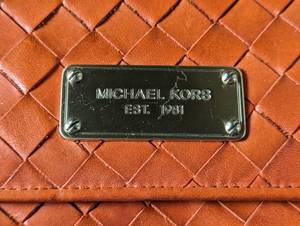 MICHAEL KORS
EST. 1981